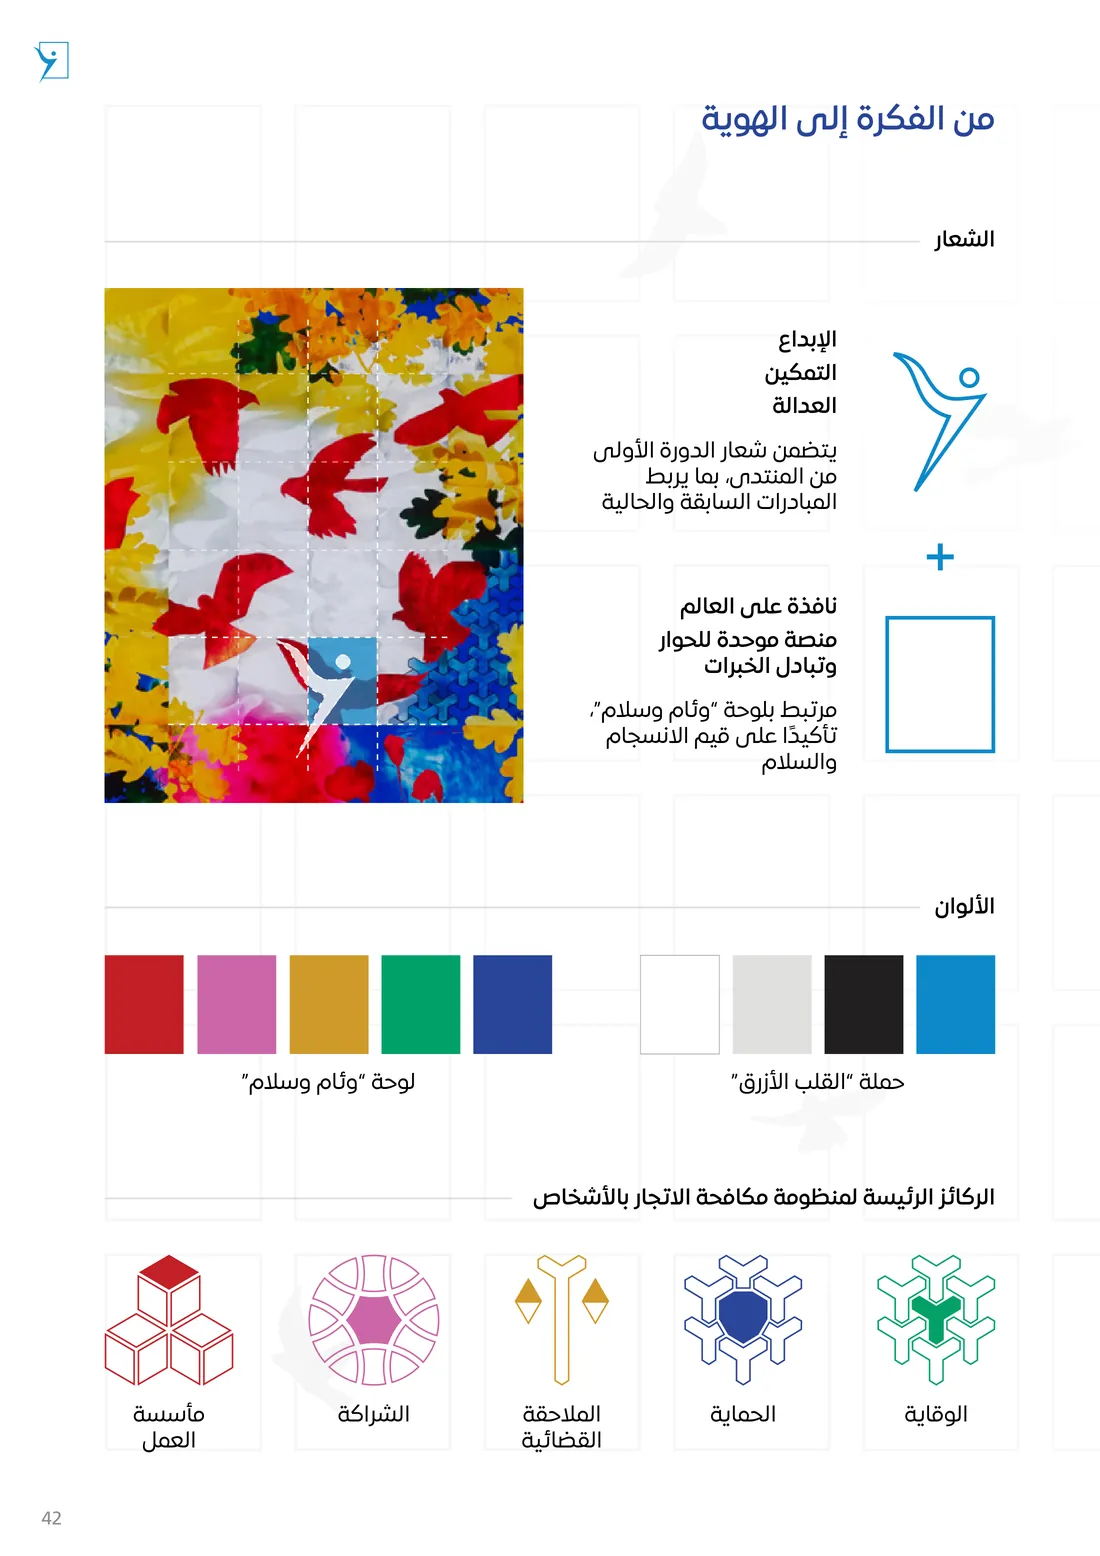 من الفكرة إلى الهوية
الشعار
الإبداع
التمكين
العدالة
يتضمن شعار الدورة الأولى
من المنتدى، بما يربط
المبادرات السابقة والحالية
+
نافذة على العالم
منصة موحدة للحوار
وتبادل الخبرات
مرتبط بلوحة “وئام وسلام”،
تأكيدًا على قيم الانسجام
والسلام
الألوان
حملة “القلب الأزرق”
لوحة “وئام وسلام”
الركائز الرئيسة لمنظومة مكافحة الاتجار بالأشخاص
الوقاية
الحماية
الملاحقة
القضائية
الشراكة
مأسسة
العمل
42